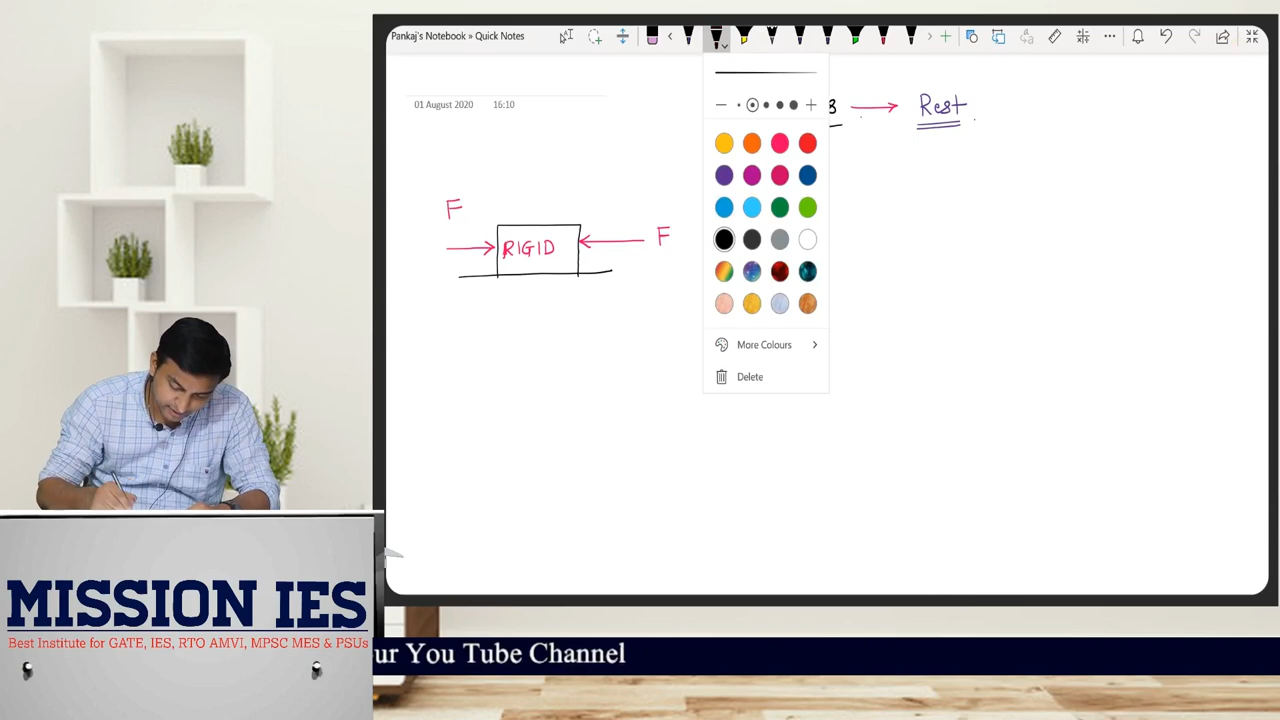 Pankaj's Notebook » Quick Notes
01 August 2020 16:10
Rest
F
RIGID
F
More Colours
Delete
MISSION IES
Best Institute for GATE, IES, RTO AMVI, MPSC MES & PSUs
ur You Tube Channel